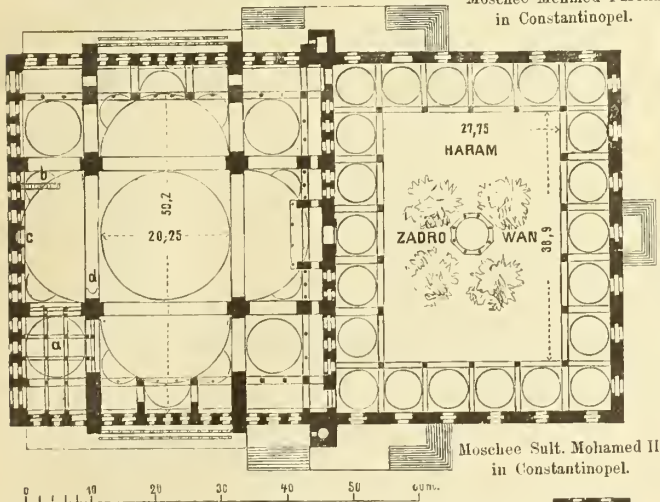 in Constantinopel.
27,75
HARAM
b
50,2
c
20,25
ZADRO WAN
38,9
d
a
Moschee Sult. Mohamed II
in Constantinopel.
0 10 20 30 40